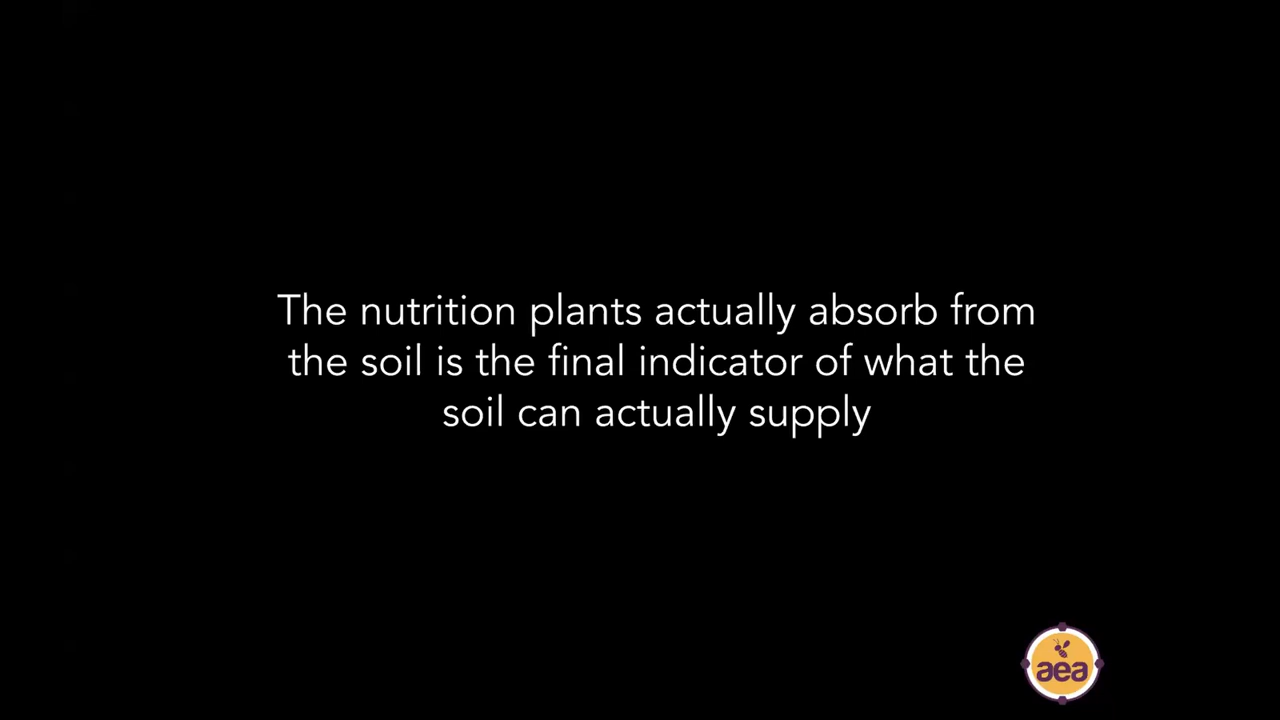 The nutrition plants actually absorb from
the soil is the final indicator of what the
soil can actually supply
aea